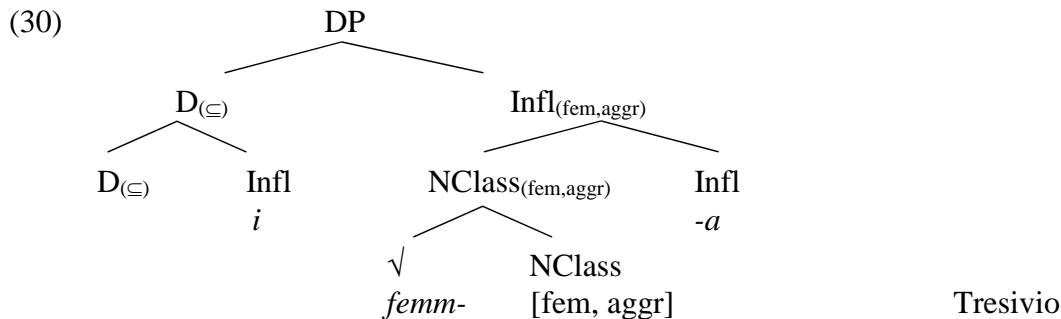 (30) DP
D(⊆) Infl(fem,aggr)
D(⊆) Infl NClass(fem,aggr) Infl
i -a
√ NClass
femm- [fem, aggr] Tresivio